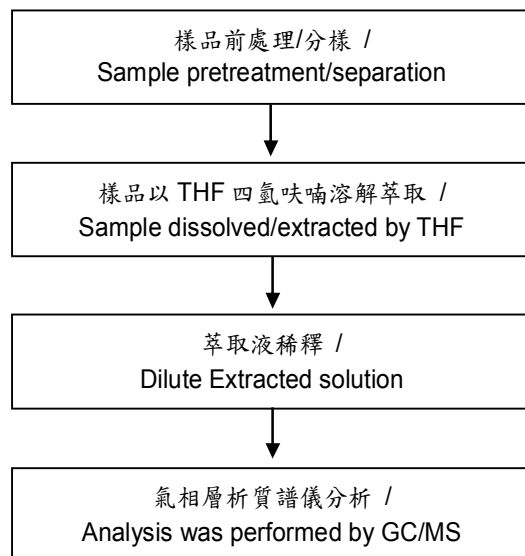 樣品前處理/分樣 /
Sample pretreatment/separation
樣品以 THF 四氫呋喃溶解萃取 /
Sample dissolved/extracted by THF
萃取液稀釋 /
Dilute Extracted solution
氣相層析質譜儀分析 /
Analysis was performed by GC/MS